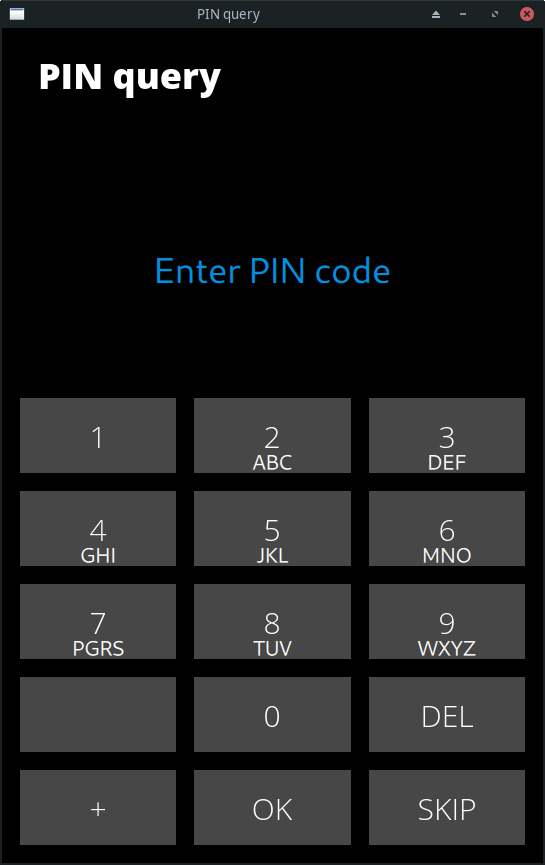 PIN query
PIN query
Enter PIN code
1 2 3
ABC DEF
4 5 6
GHI JKL MNO
7 8 9
PGRS TUV WXYZ
0 DEL
+ OK SKIP